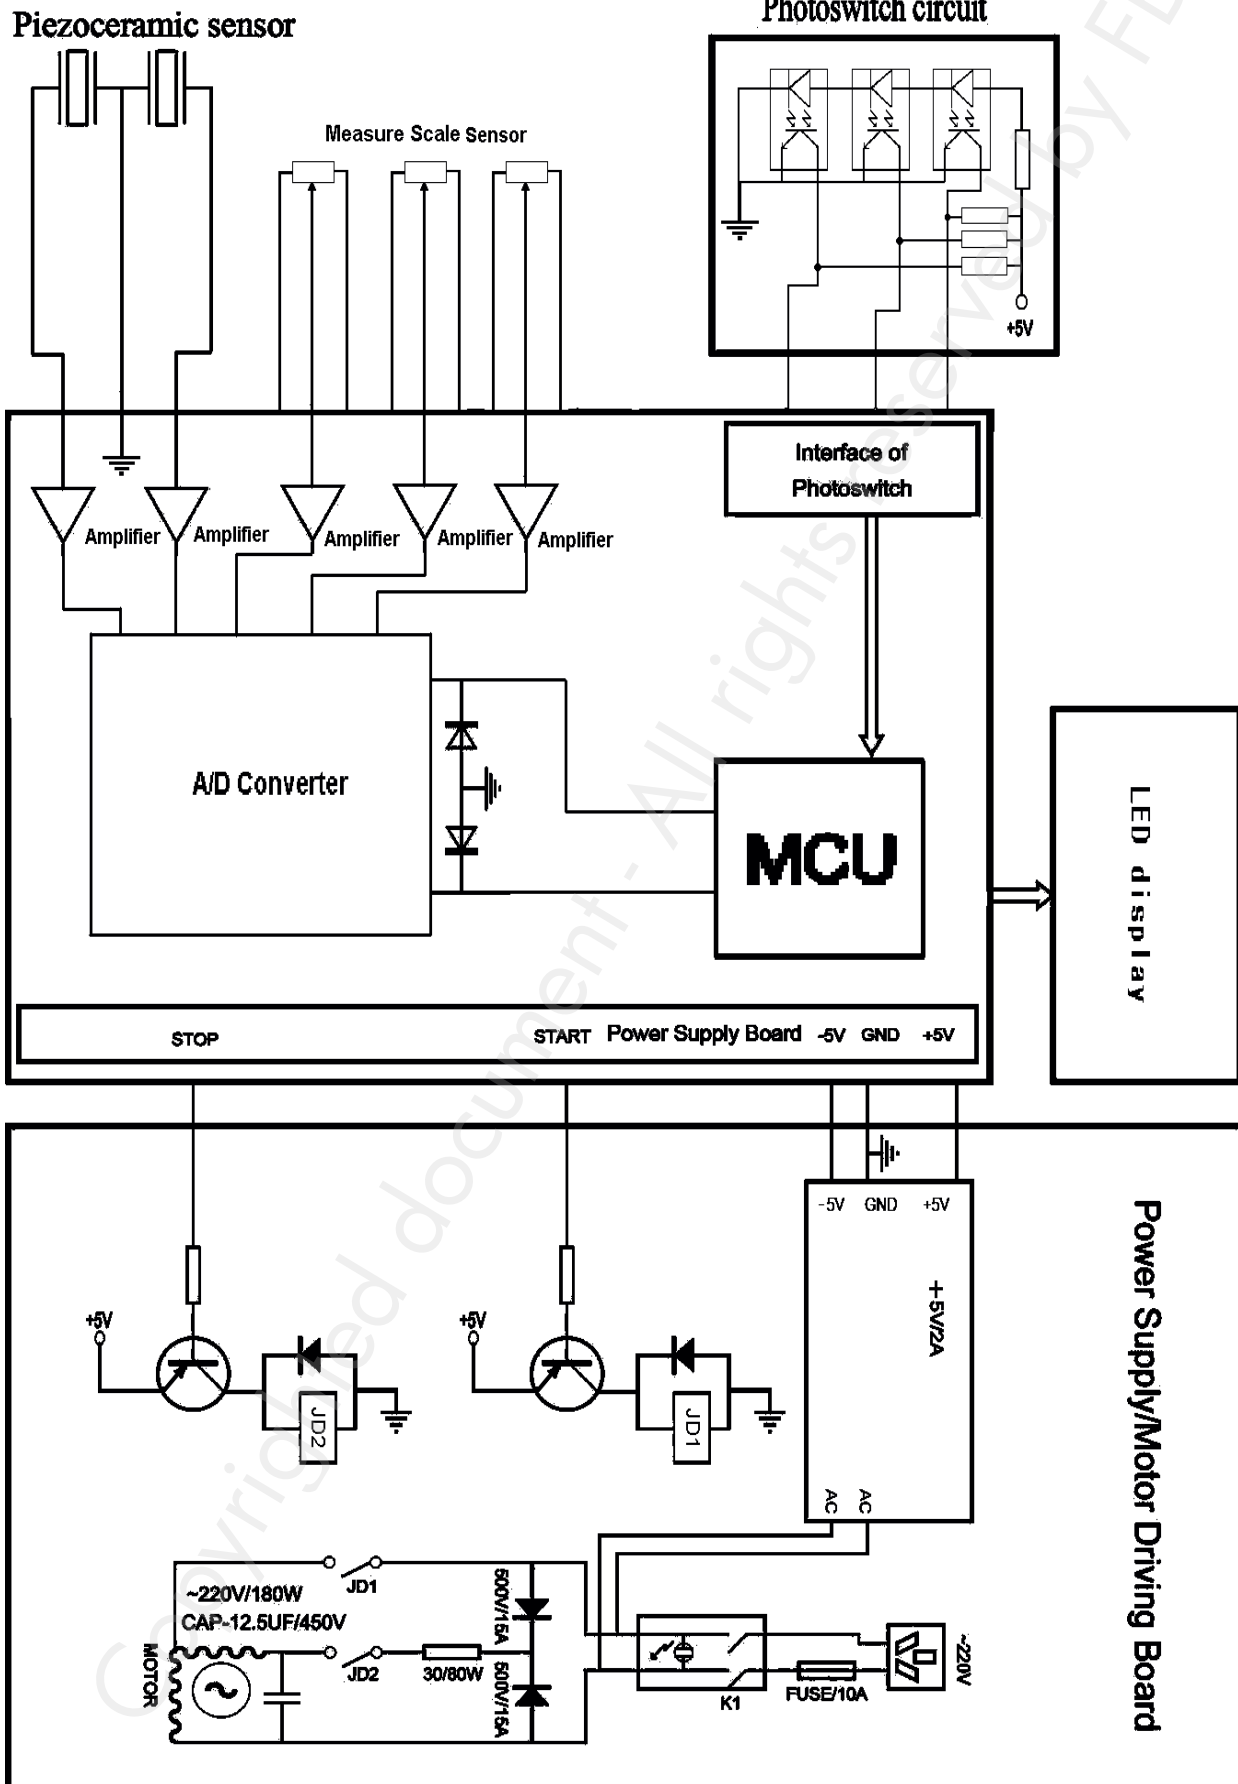 Photoswitch circuit
Piezoceramic sensor
Measure Scale Sensor
+5V
Interface of
Photoswitch
Amplifier
Amplifier
Amplifier
Amplifier
Amplifier
A/D Converter
MCU
LED display
STOP
START
Power Supply Board
-5V
GND
+5V
-5V
GND
+5V
+5V/2A
Power Supply/Motor Driving Board
+5V
+5V
JD2
JD1
AC
AC
~220V/180W
CAP-12.5UF/450V
JD1
500V/15A
MOTOR
JD2
30/80W
500V/15A
K1
FUSE/10A
~220V
Copyrighted document - All rights reserved by